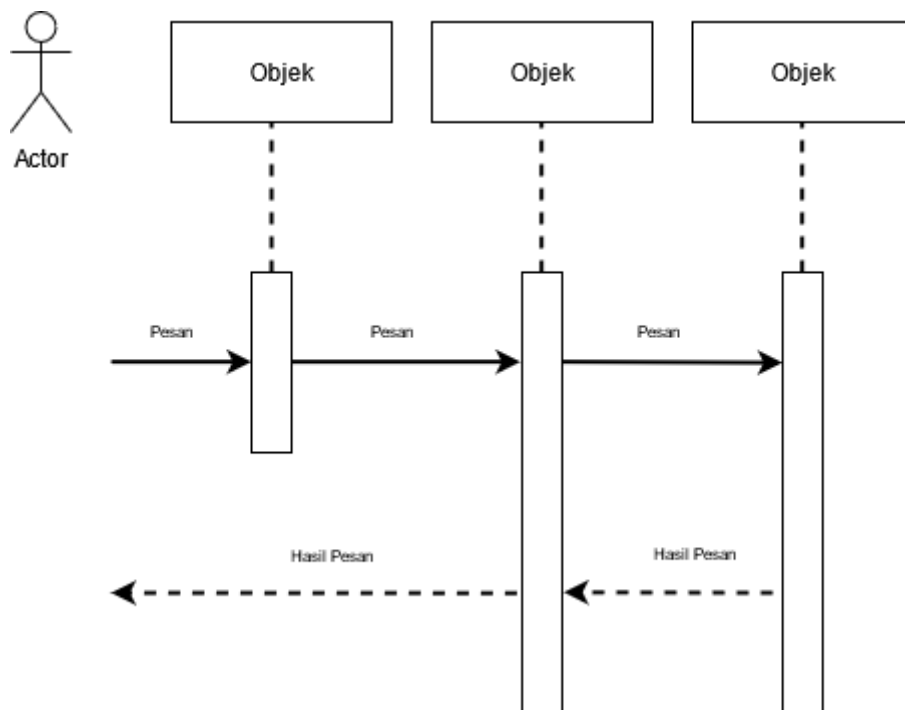 Objek
Objek
Objek
Actor
Pesan
Pesan
Pesan
Hasil Pesan
Hasil Pesan